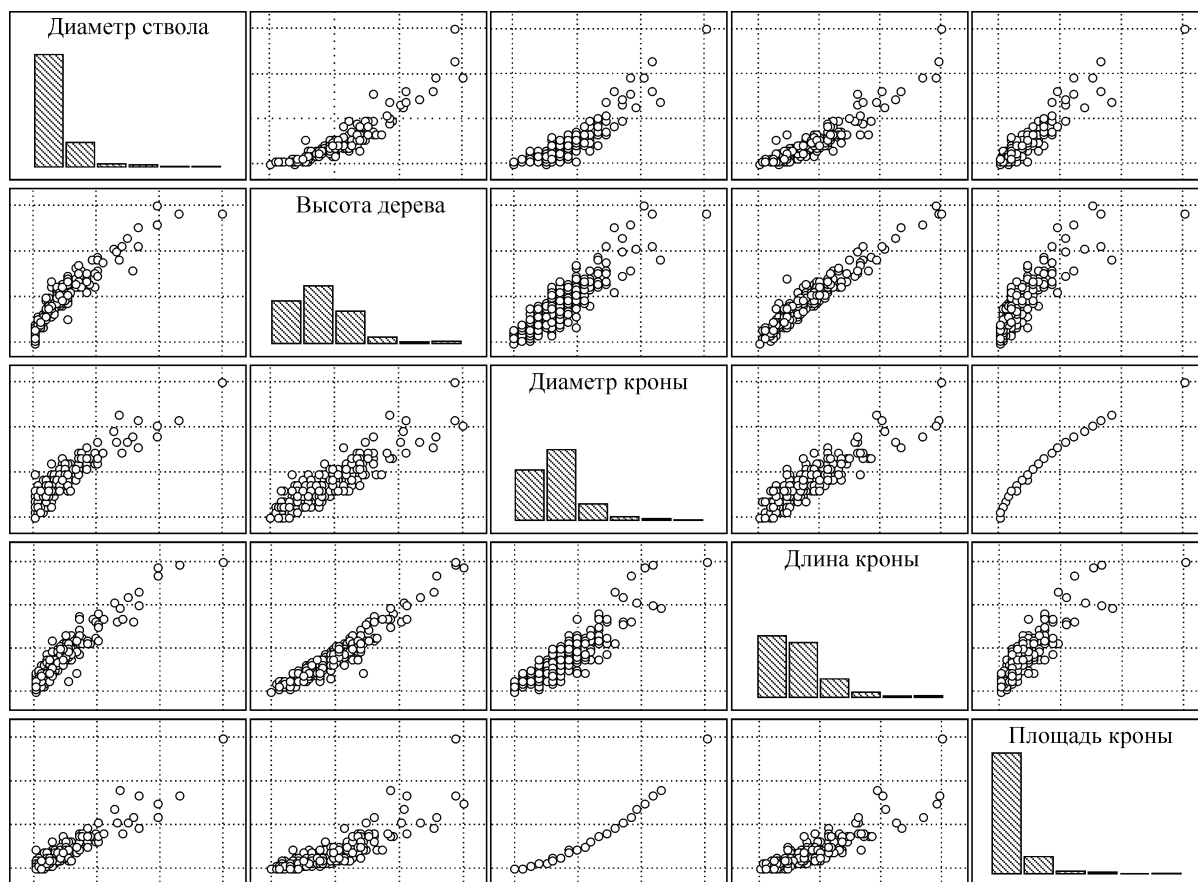 Диаметр ствола
Высота дерева
Диаметр кроны
Длина кроны
Площадь кроны